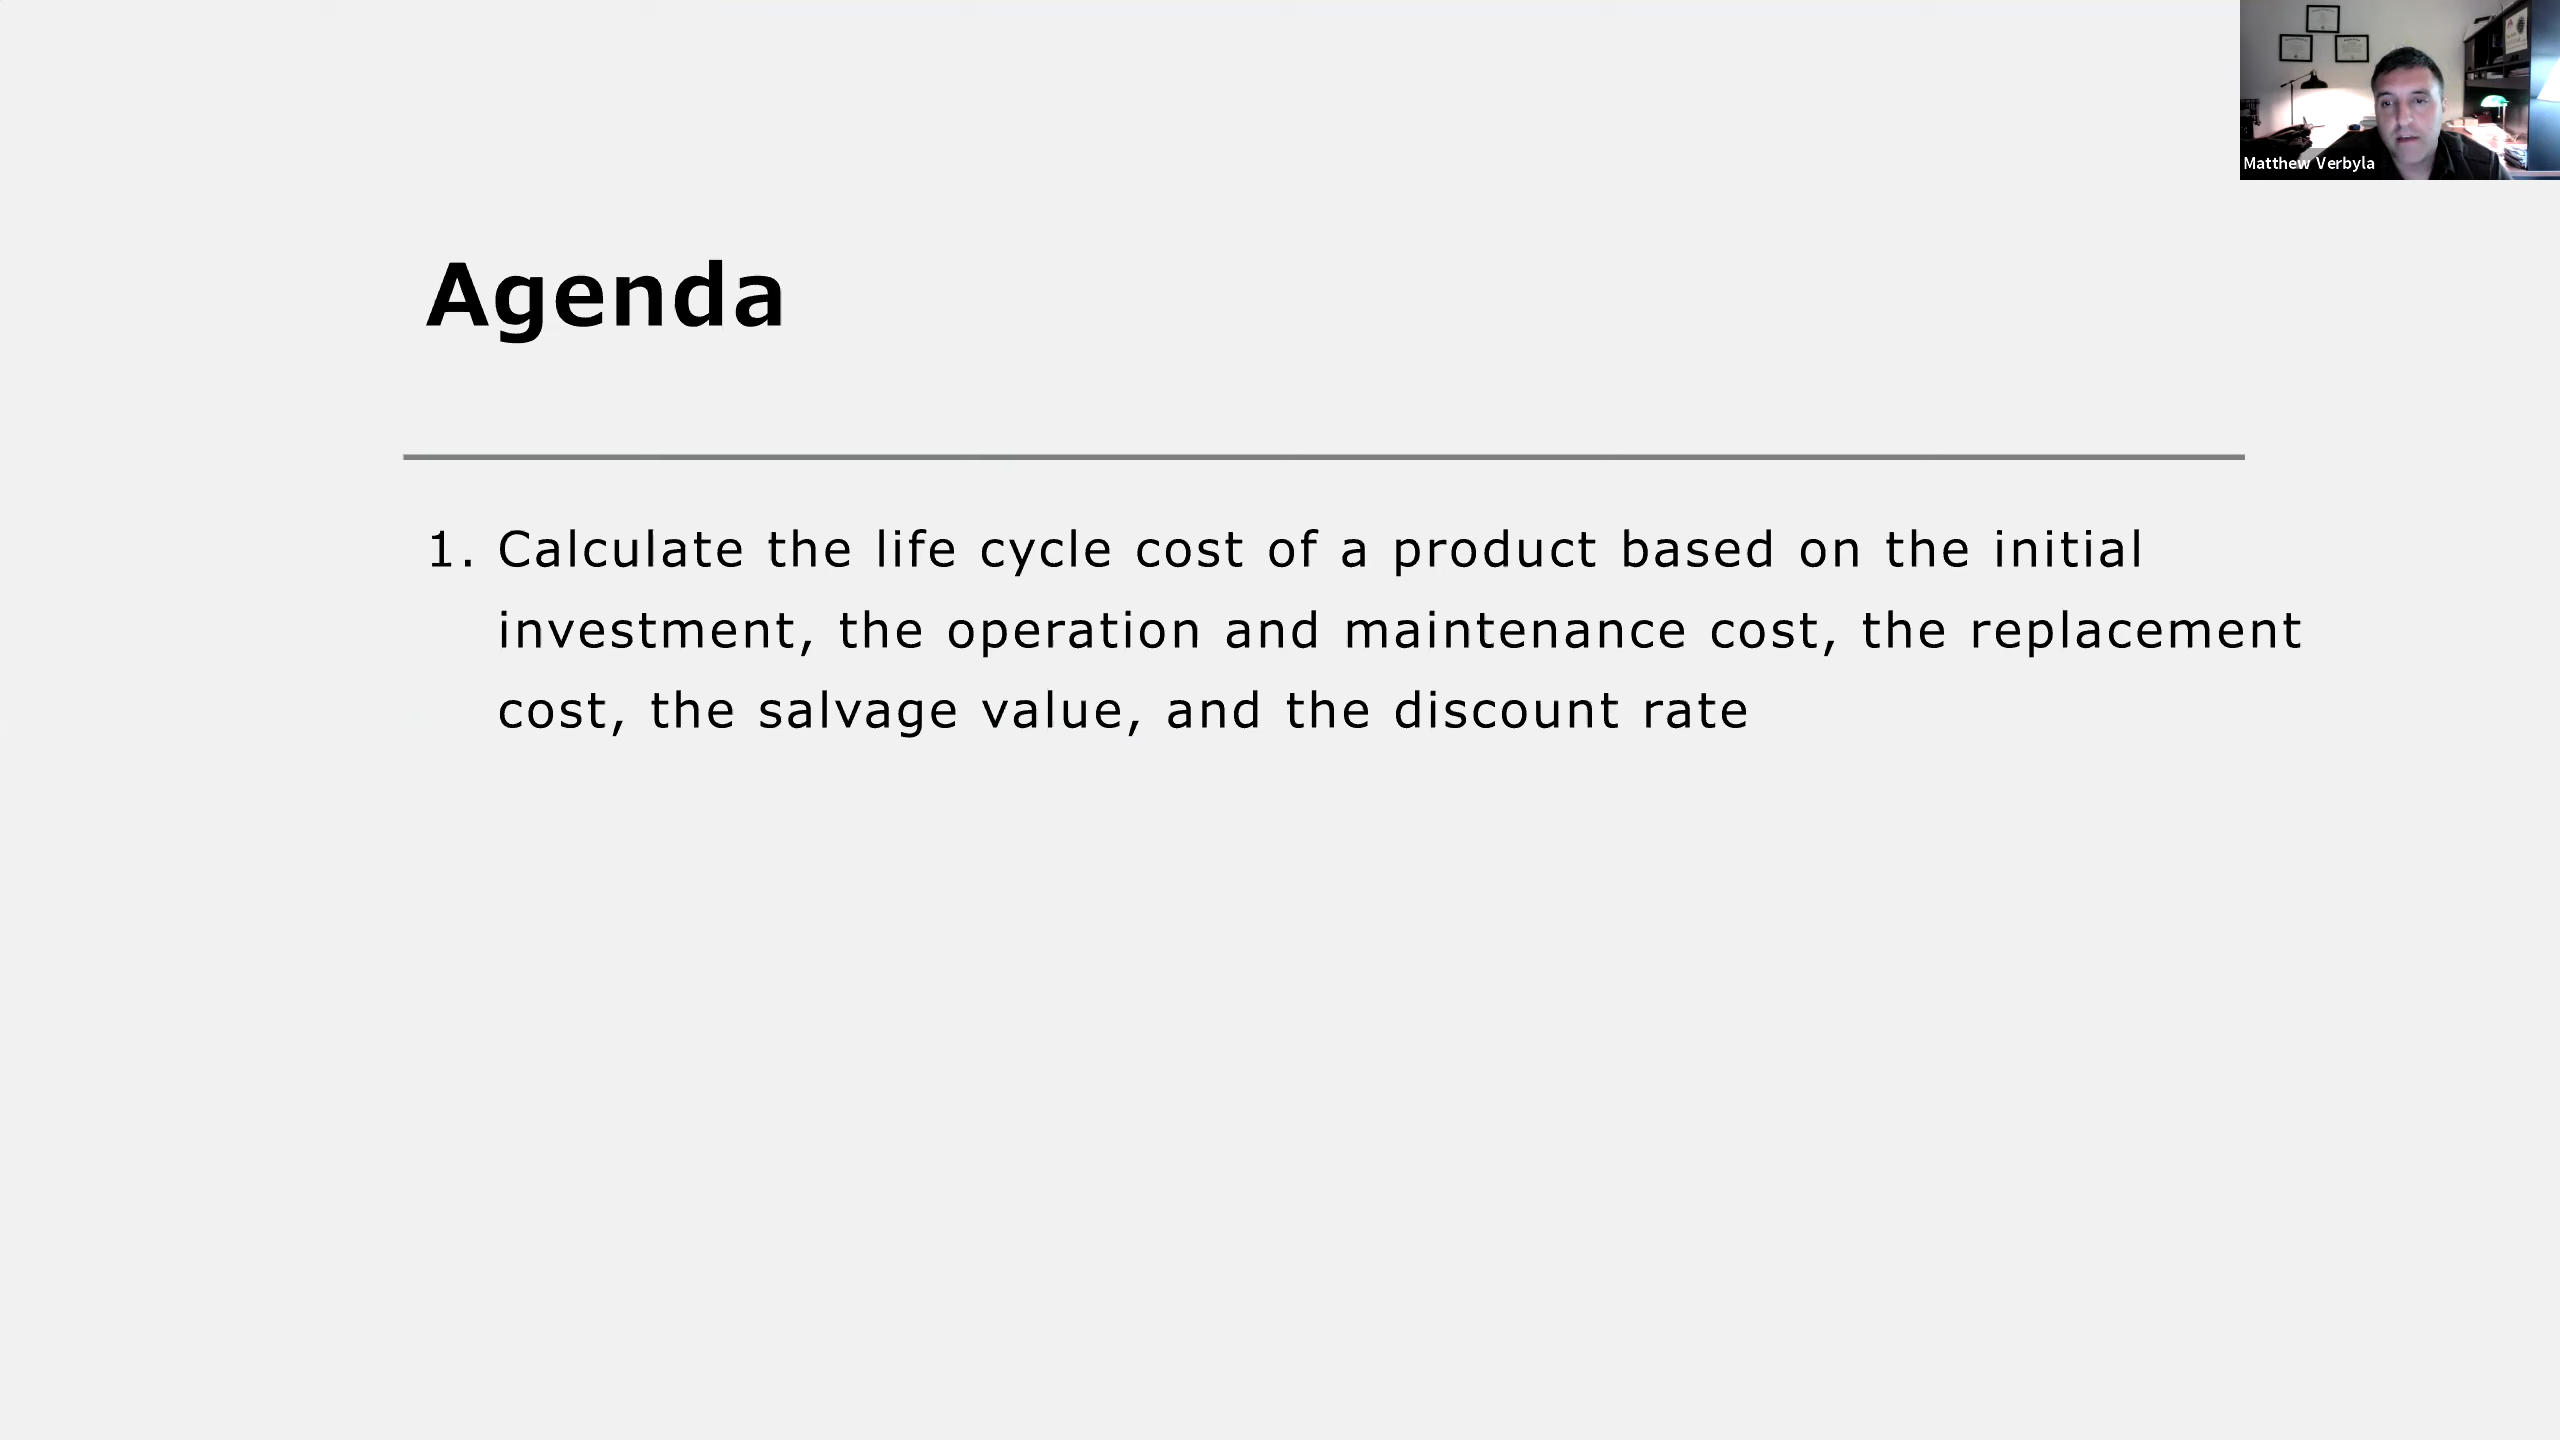 Matthew Verbyla
Agenda
1. Calculate the life cycle cost of a product based on the initial
investment, the operation and maintenance cost, the replacement
cost, the salvage value, and the discount rate